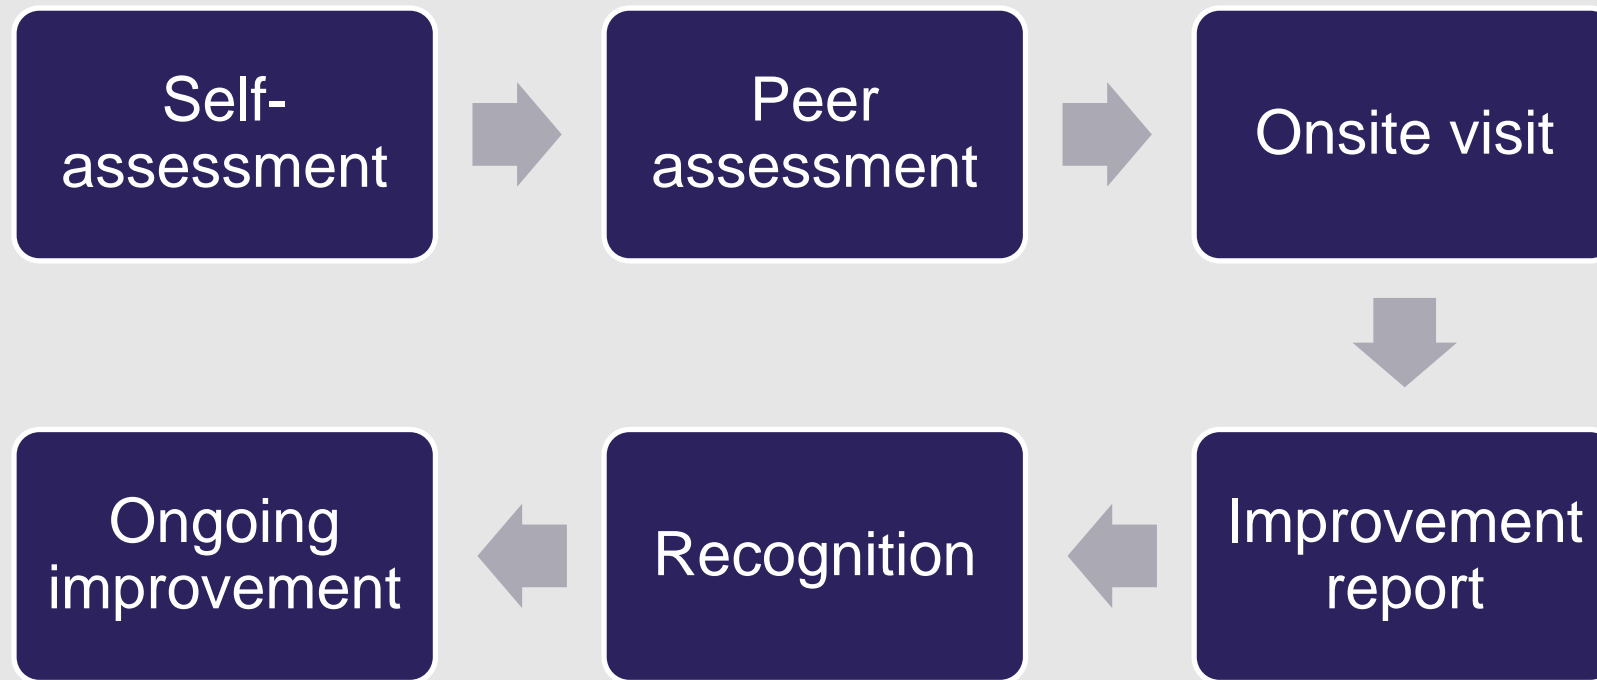 Self-
assessment
Peer
assessment
Onsite visit
Improvement
report
Recognition
Ongoing
improvement